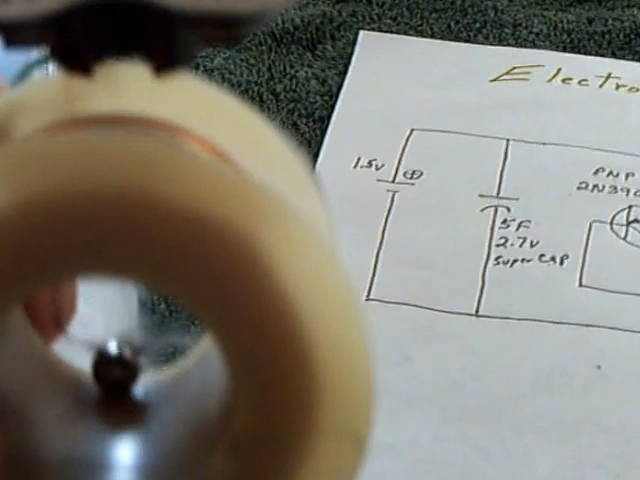 Electro
1.5v
PNP
2N390
5F
2.7v
Super CAP